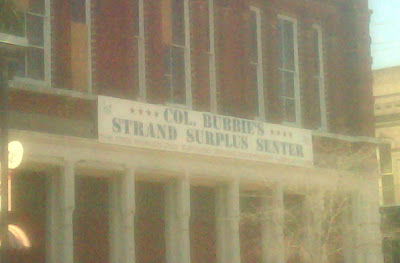 ★★★★ COL. BUBBIE'S ★★★★
STRAND SURPLUS SENTER